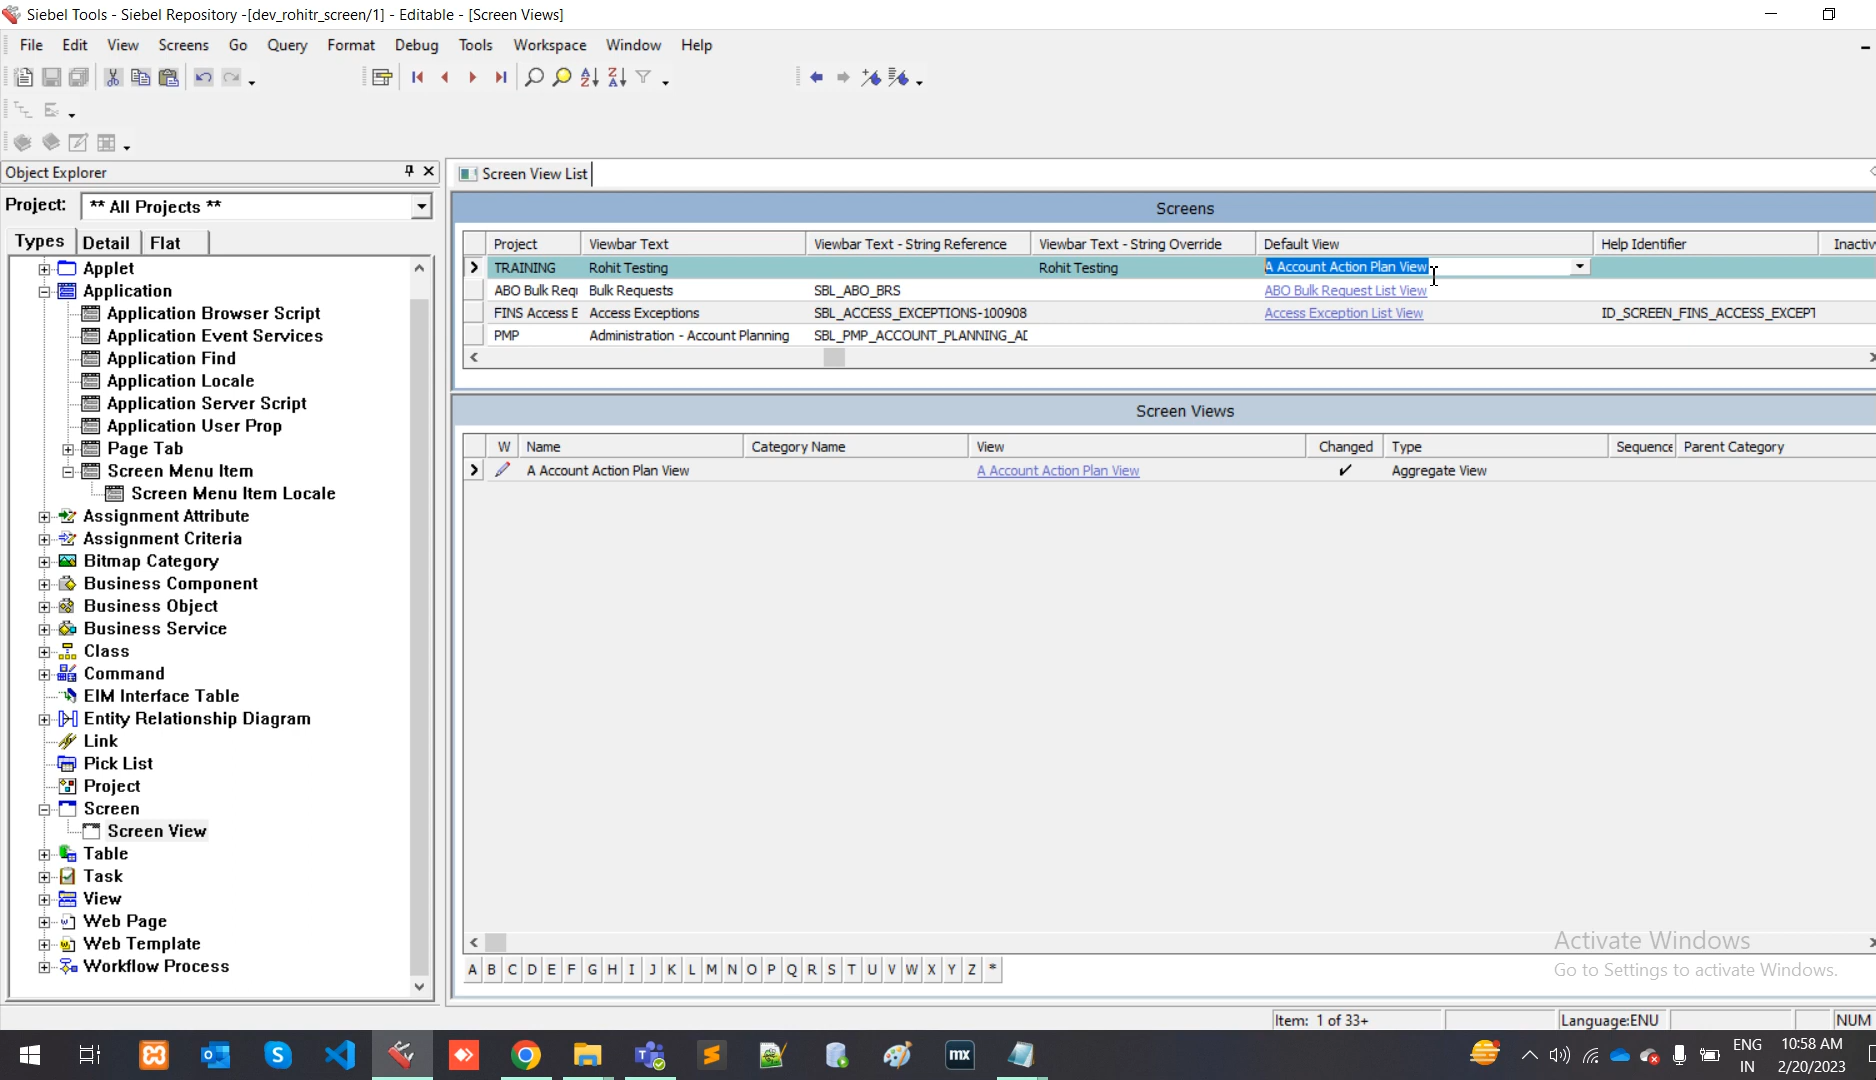 Siebel Tools - Siebel Repository -[dev_rohitr_screen/1] - Editable - [Screen Views]
File Edit View Screens Go Query Format Debug Tools Workspace Window Help
Object Explorer
Screen View List
Project: ** All Projects **
Types Detail Flat
Applet
Application
Application Browser Script
Application Event Services
Application Find
Application Locale
Application Server Script
Application User Prop
Page Tab
Screen Menu Item
Screen Menu Item Locale
Assignment Attribute
Assignment Criteria
Bitmap Category
Business Component
Business Object
Business Service
Class
Command
EIM Interface Table
Entity Relationship Diagram
Link
Pick List
Project
Screen
Screen View
Table
Task
View
Web Page
Web Template
Workflow Process
Screens
Project Viewbar Text Viewbar Text - String Reference Viewbar Text - String Override Default View Help Identifier Inactiv
TRAINING Rohit Testing Rohit Testing A Account Action Plan View
ABO Bulk Req Bulk Requests SBL_ABO_BRS ABO Bulk Request List View
FINS Access E Access Exceptions SBL_ACCESS_EXCEPTIONS-100908 Access Exception List View ID_SCREEN_FINS_ACCESS_EXCEPT
PMP Administration - Account Planning SBL_PMP_ACCOUNT_PLANNING_AD
Screen Views
W Name Category Name View Changed Type Sequence Parent Category
A Account Action Plan View A Account Action Plan View Aggregate View
A B C D E F G H I J K L M N O P Q R S T U V W X Y Z *
Activate Windows
Go to Settings to activate Windows.
Item: 1 of 33+ Language:ENU NUM
mx
ENG
IN
10:58 AM
2/20/2023